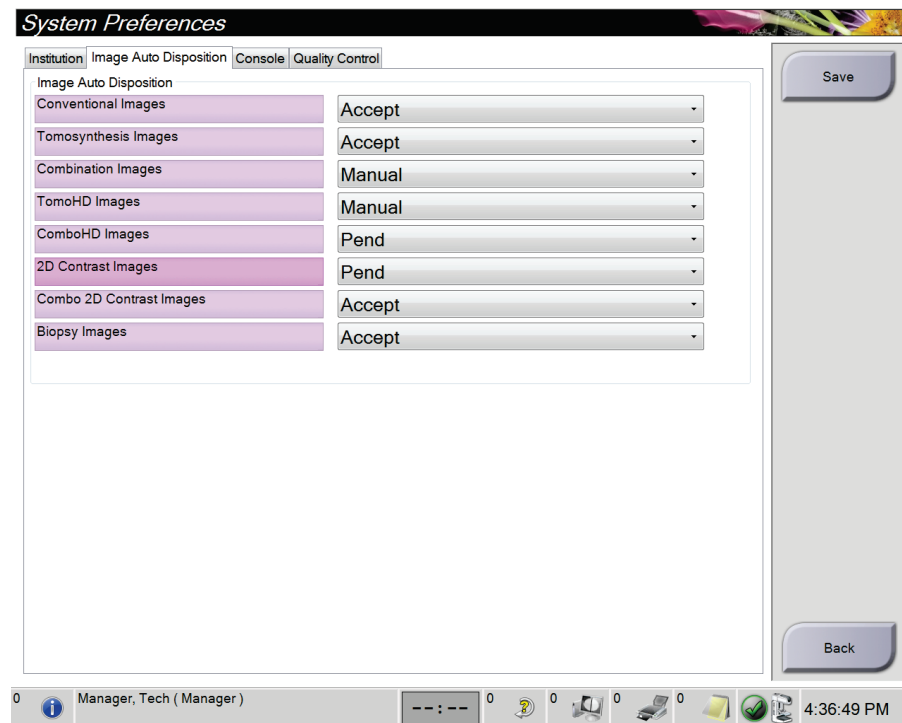 System Preferences
Institution Image Auto Disposition Console Quality Control
Save
Image Auto Disposition
Conventional Images Accept
Tomosynthesis Images Accept
Combination Images Manual
TomoHD Images Manual
ComboHD Images Pend
2D Contrast Images Pend
Combo 2D Contrast Images Accept
Biopsy Images Accept
Back
0 Manager, Tech ( Manager ) --:-- 0 0 0 0 4:36:49 PM